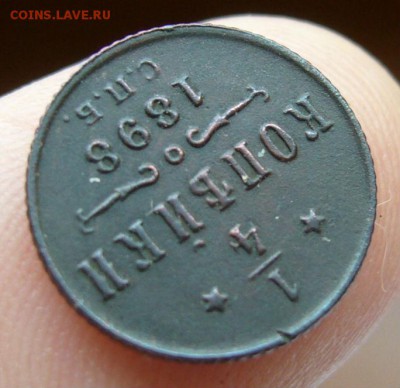 COINS.LAVE.RU
1/4
КОПѢЙКИ
1898
С.П.Б.